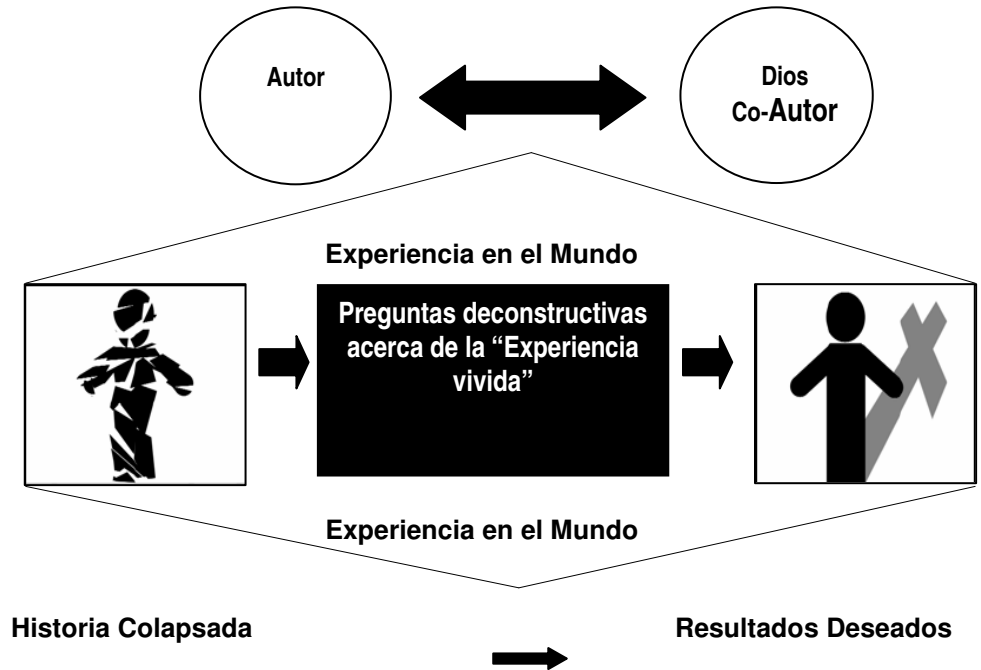 Autor
Dios
Co-Autor
Experiencia en el Mundo
Preguntas deconstructivas
acerca de la “Experiencia
vivida”
Experiencia en el Mundo
Historia Colapsada
Resultados Deseados